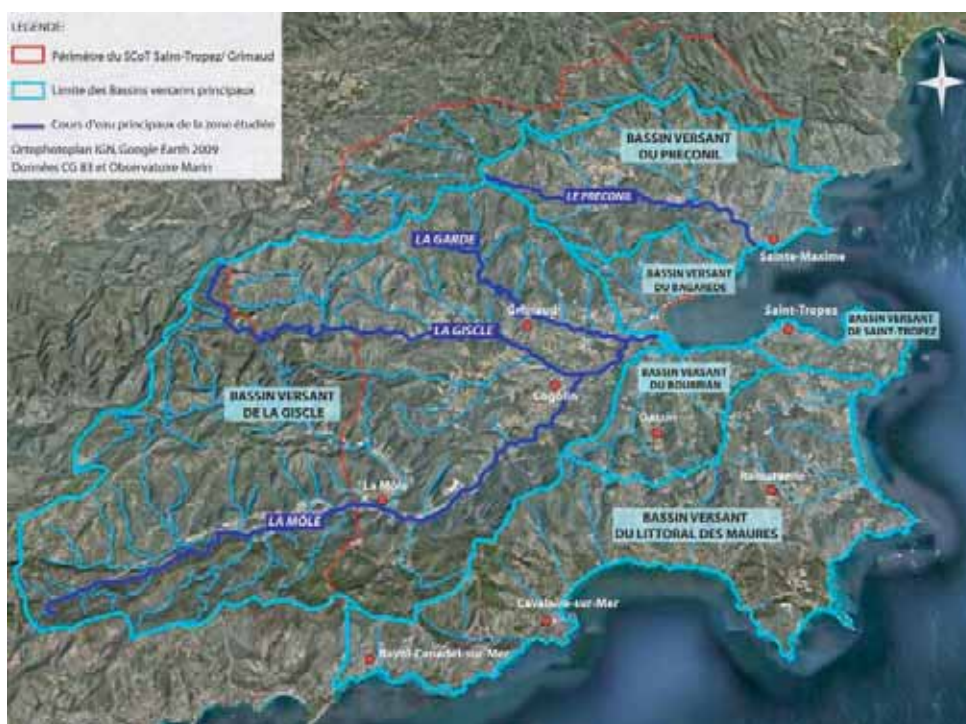 LÉGENDE:
Périmètre du SCoT Saint-Tropez/ Grimaud
Limite des Bassins versants principaux
Cours d'eau principaux de la zone étudiée
Ortophotoplan IGN, Google Earth 2009
Données CG 83 et Observatoire Marin
N
BASSIN VERSANT
DU PRECONIL
LE PRECONIL
LA GARDE
Sainte-Maxime
BASSIN VERSANT
DU BAGAREDE
Grimaud
Saint-Tropez
BASSIN VERSANT
DE SAINT-TROPEZ
LA GISCLE
BASSIN VERSANT
DU BOURRIAN
Cogolin
BASSIN VERSANT
DE LA GISCLE
Gassin
La Môle
Ramatuelle
LA MÔLE
BASSIN VERSANT
DU LITTORAL DES MAURES
Cavalaire-sur-Mer
Rayol-Canadel-sur-Mer